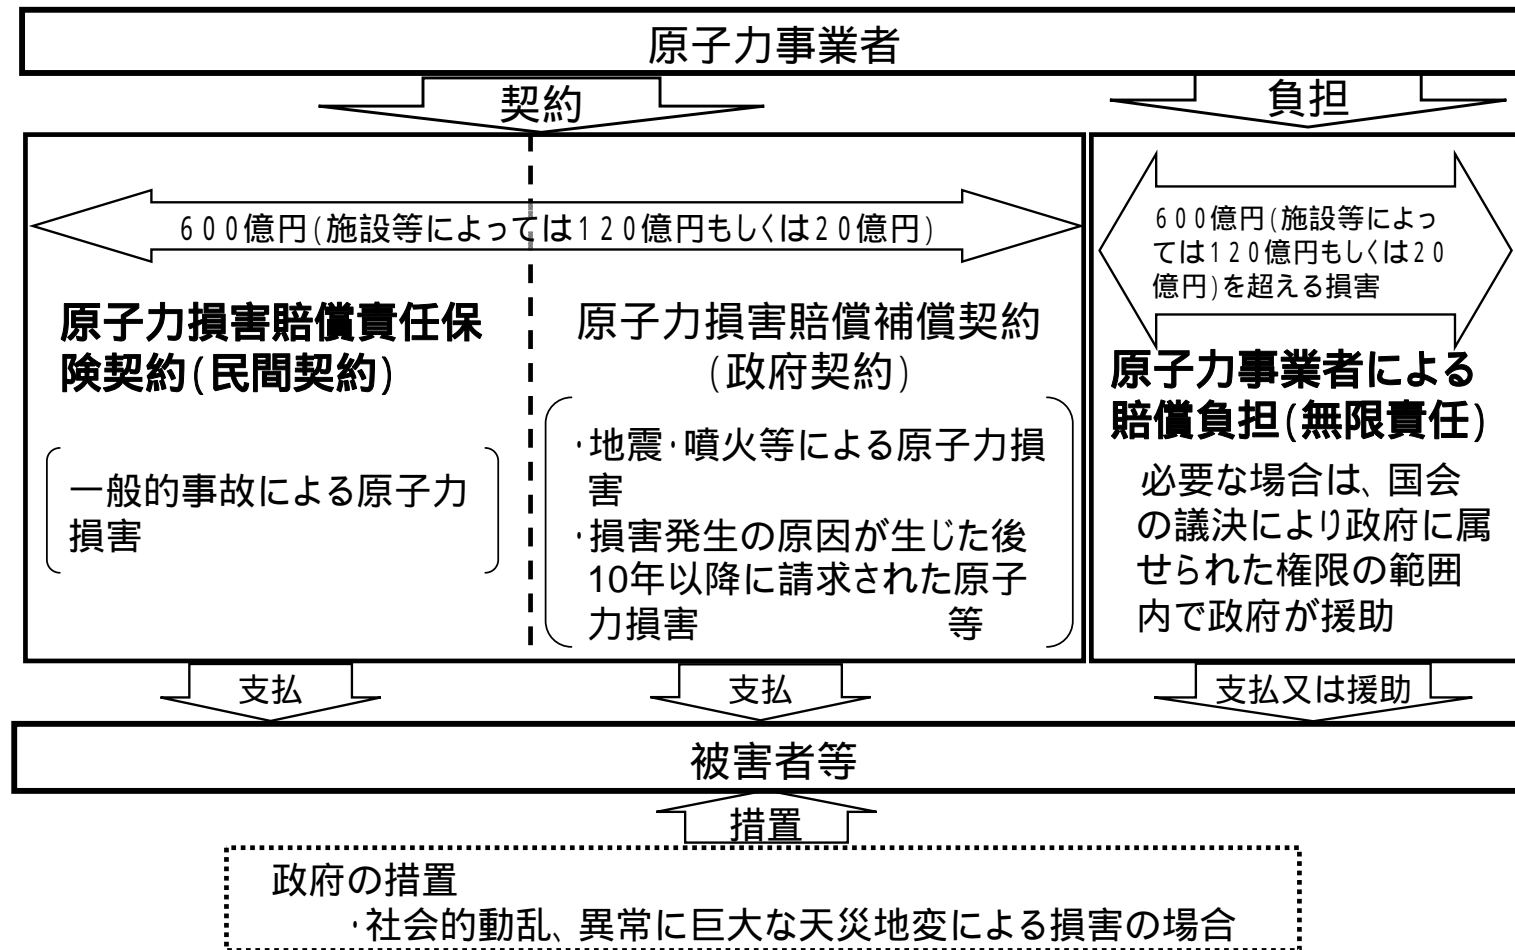 原子力事業者
契約
負担
600億円(施設等によっては120億円もしくは20億円)
600億円(施設等によっ
ては120億円もしくは20
億円)を超える損害
原子力損害賠償責任保
険契約(民間契約)
原子力損害賠償補償契約
(政府契約)
原子力事業者による
賠償負担(無限責任)
一般的事故による原子力
損害
・地震・噴火等による原子力損
害
・損害発生の原因が生じた後
10年以降に請求された原子
力損害 等
必要な場合は、国会
の議決により政府に属
せられた権限の範囲
内で政府が援助
支払
支払
支払又は援助
被害者等
措置
政府の措置
・社会的動乱、異常に巨大な天災地変による損害の場合